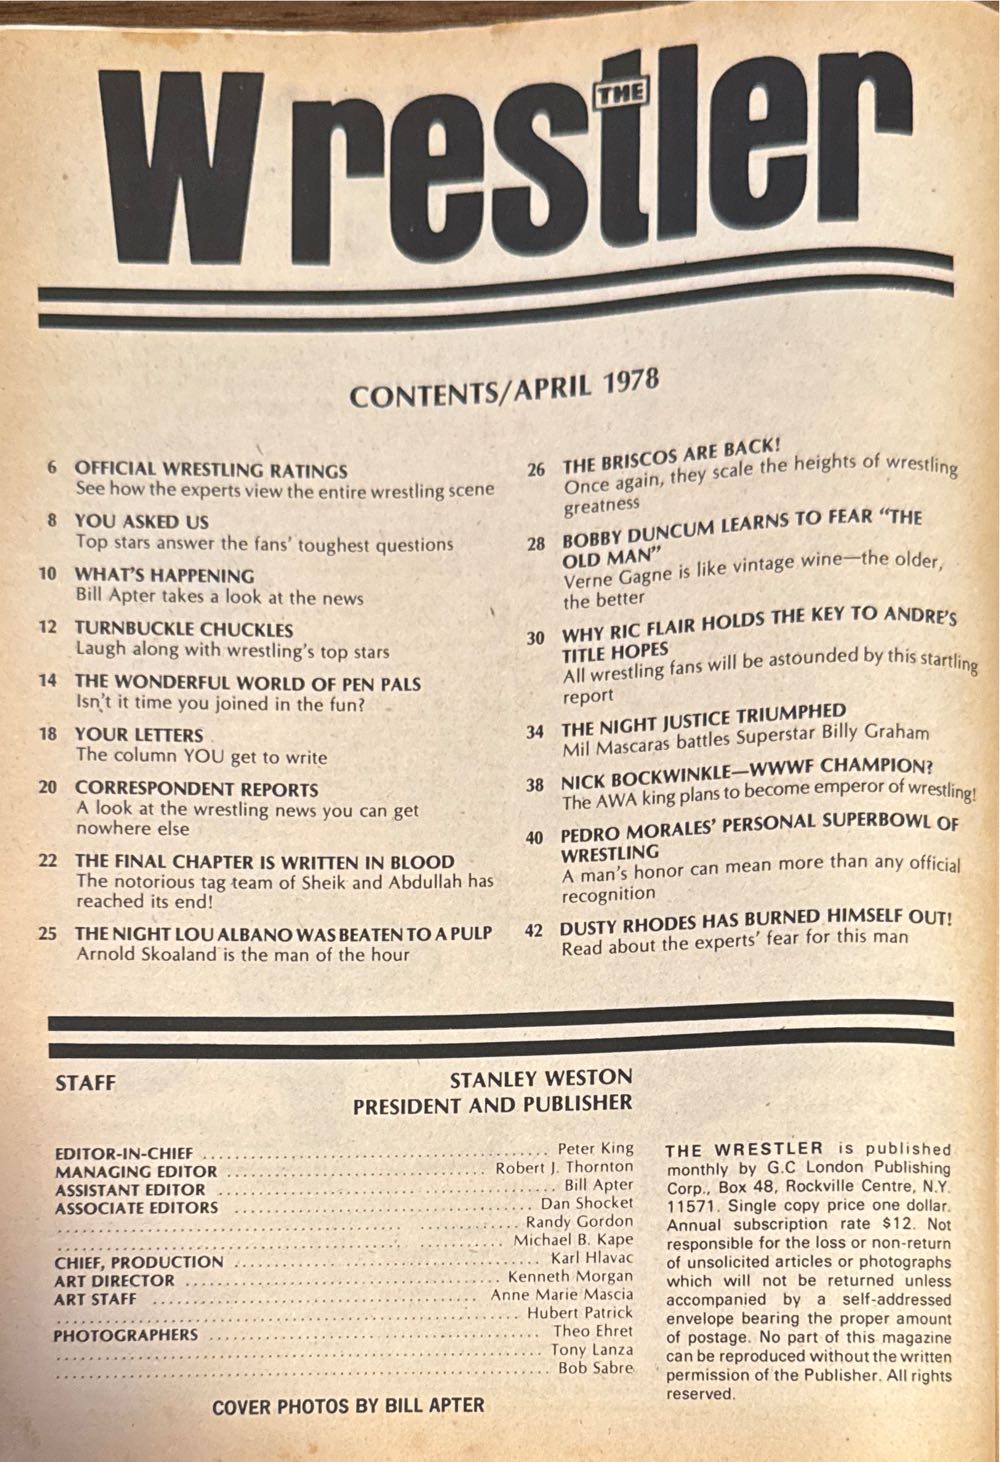 THE
Wrestler
CONTENTS/APRIL 1978
6 OFFICIAL WRESTLING RATINGS
See how the experts view the entire wrestling scene
8 YOU ASKED US
Top stars answer the fans' toughest questions
10 WHAT'S HAPPENING
Bill Apter takes a look at the news
12 TURNBUCKLE CHUCKLES
Laugh along with wrestling's top stars
14 THE WONDERFUL WORLD OF PEN PALS
Isn't it time you joined in the fun?
18 YOUR LETTERS
The column YOU get to write
20 CORRESPONDENT REPORTS
A look at the wrestling news you can get
nowhere else
22 THE FINAL CHAPTER IS WRITTEN IN BLOOD
The notorious tag team of Sheik and Abdullah has
reached its end!
25 THE NIGHT LOU ALBANO WAS BEATEN TO A PULP
Arnold Skoaland is the man of the hour
26 THE BRISCOS ARE BACK!
Once again, they scale the heights of wrestling
greatness
28 BOBBY DUNCUM LEARNS TO FEAR "THE
OLD MAN"
Verne Gagne is like vintage wine—the older,
the better
30 WHY RIC FLAIR HOLDS THE KEY TO ANDRE'S
TITLE HOPES
All wrestling fans will be astounded by this startling
report
34 THE NIGHT JUSTICE TRIUMPHED
Mil Mascaras battles Superstar Billy Graham
38 NICK BOCKWINKLE—WWWF CHAMPION?
The AWA king plans to become emperor of wrestling!
40 PEDRO MORALES' PERSONAL SUPERBOWL OF
WRESTLING
A man's honor can mean more than any official
recognition
42 DUSTY RHODES HAS BURNED HIMSELF OUT!
Read about the experts' fear for this man
STAFF
STANLEY WESTON
PRESIDENT AND PUBLISHER
EDITOR-IN-CHIEF ........ Peter King
MANAGING EDITOR ........ Robert J. Thornton
ASSISTANT EDITOR ........ Bill Apter
ASSOCIATE EDITORS ........ Dan Shocket
........ Randy Gordon
........ Michael B. Kape
CHIEF, PRODUCTION ........ Karl Hlavac
ART DIRECTOR ........ Kenneth Morgan
ART STAFF ........ Anne Marie Mascia
........ Hubert Patrick
PHOTOGRAPHERS ........ Theo Ehret
........ Tony Lanza
........ Bob Sabre
COVER PHOTOS BY BILL APTER
THE WRESTLER is published
monthly by G.C London Publishing
Corp., Box 48, Rockville Centre, N.Y.
11571. Single copy price one dollar.
Annual subscription rate $12. Not
responsible for the loss or non-return
of unsolicited articles or photographs
which will not be returned unless
accompanied by a self-addressed
envelope bearing the proper amount
of postage. No part of this magazine
can be reproduced without the written
permission of the Publisher. All rights
reserved.